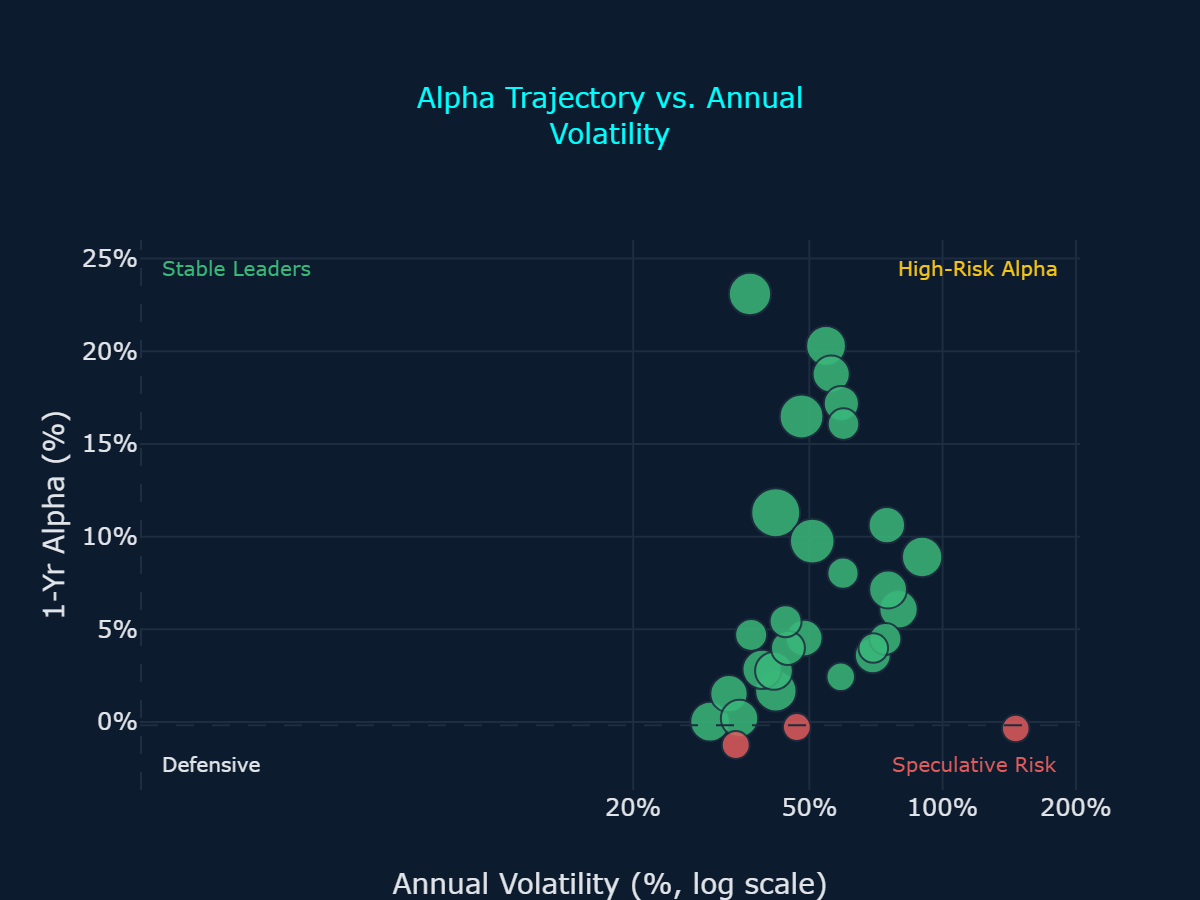 Alpha Trajectory vs. Annual
Volatility
25%
Stable Leaders
High-Risk Alpha
20%
15%
10%
5%
0%
1-Yr Alpha (%)
Defensive
Speculative Risk
20%
50%
100%
200%
Annual Volatility (%, log scale)